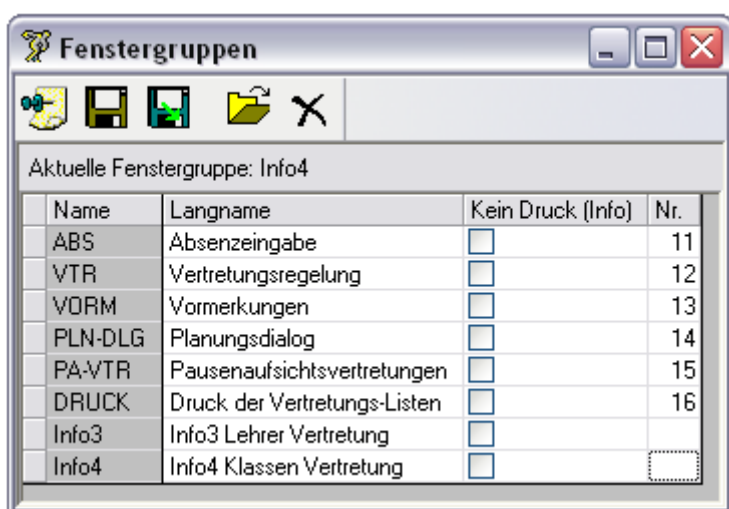 Fenstergruppen
Aktuelle Fenstergruppe: Info4
Name Langname Kein Druck (Info) Nr.
ABS Absenzeingabe 11
VTR Vertretungsregelung 12
VORM Vormerkungen 13
PLN-DLG Planungsdialog 14
PA-VTR Pausenaufsichtsvertretungen 15
DRUCK Druck der Vertretungs-Listen 16
Info3 Info3 Lehrer Vertretung
Info4 Info4 Klassen Vertretung